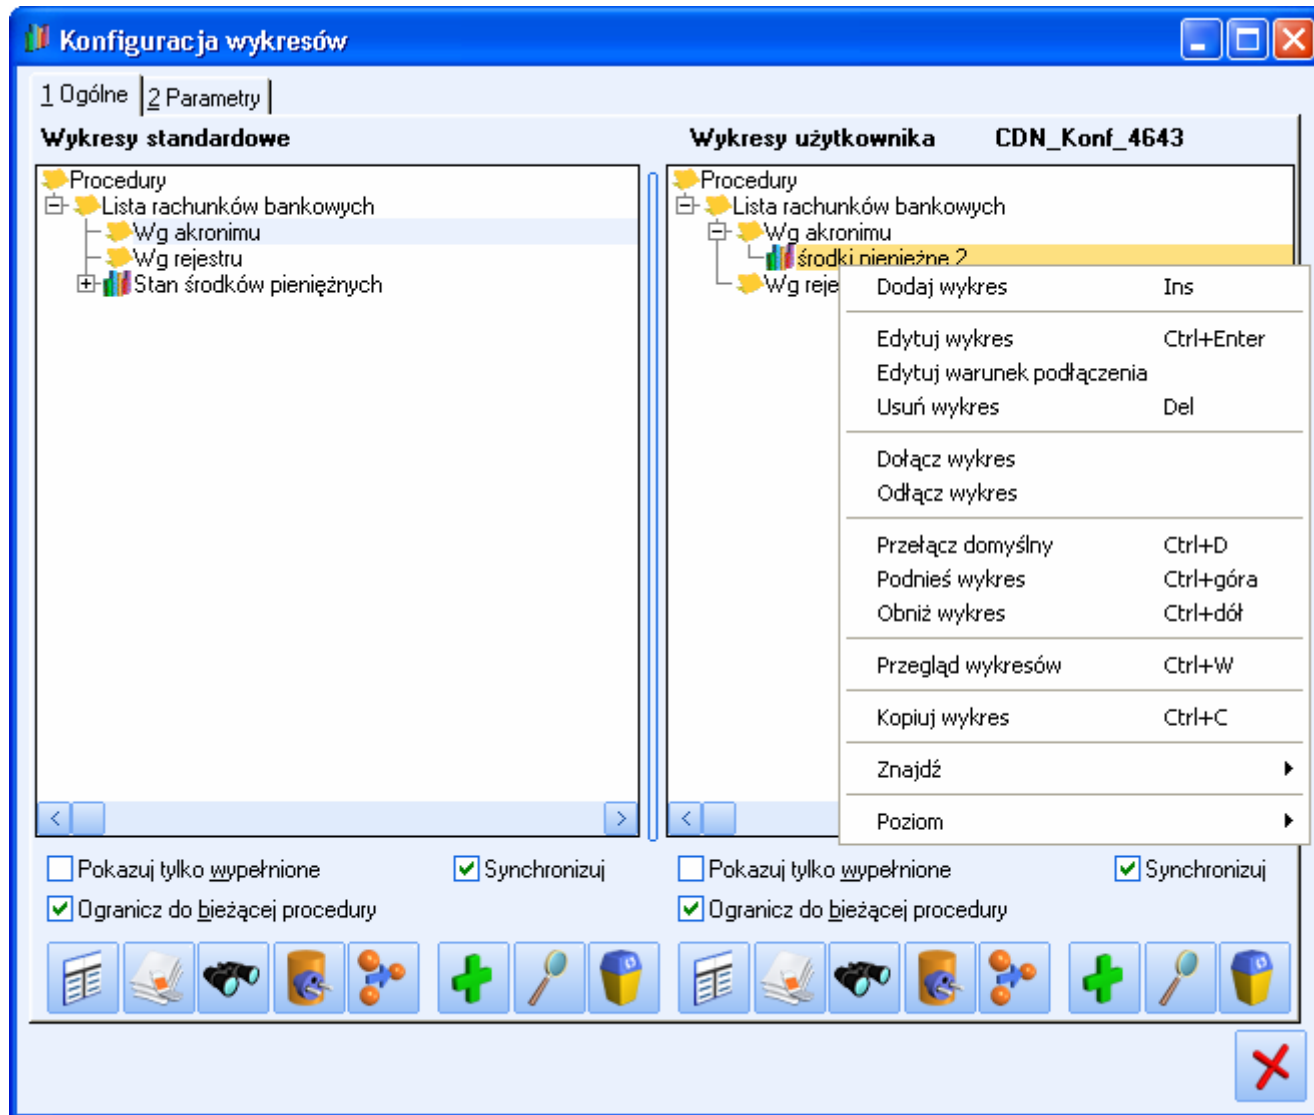 Konfiguracja wykresów
1 Ogólne
2 Parametry
Wykresy standardowe
Procedury
Lista rachunków bankowych
Wg akronimu
Wg rejestru
Stan środków pieniężnych
Pokazuj tylko wypełnione
Synchronizuj
Ogranicz do bieżącej procedury
Wykresy użytkownika CDN_Konf_4643
Procedury
Lista rachunków bankowych
Wg akronimu
środki pieniężne 2
Wg reje
Dodaj wykres Ins
Edytuj wykres Ctrl+Enter
Edytuj warunek podłączenia
Usuń wykres Del
Dołącz wykres
Odłącz wykres
Przełącz domyślny Ctrl+D
Podnieś wykres Ctrl+góra
Obniż wykres Ctrl+dół
Przegląd wykresów Ctrl+W
Kopiuj wykres Ctrl+C
Znajdź
Poziom
Pokazuj tylko wypełnione
Synchronizuj
Ogranicz do bieżącej procedury